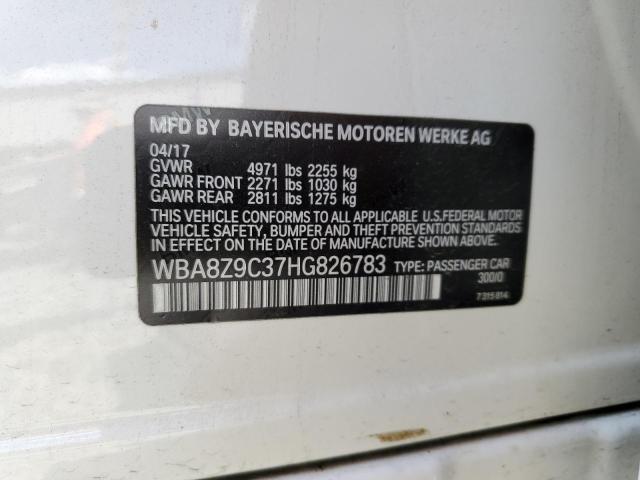 MFD BY BAYERISCHE MOTOREN WERKE AG
04/17
GVWR 4971 lbs 2255 kg
GAWR FRONT 2271 lbs 1030 kg
GAWR REAR 2811 lbs 1275 kg
THIS VEHICLE CONFORMS TO ALL APPLICABLE U.S.FEDERAL MOTOR
VEHICLE SAFETY, BUMPER, AND THEFT PREVENTION STANDARDS
IN EFFECT ON THE DATE OF MANUFACTURE SHOWN ABOVE.
WBA8Z9C37HG826783 TYPE: PASSENGER CAR
300/0
7315814